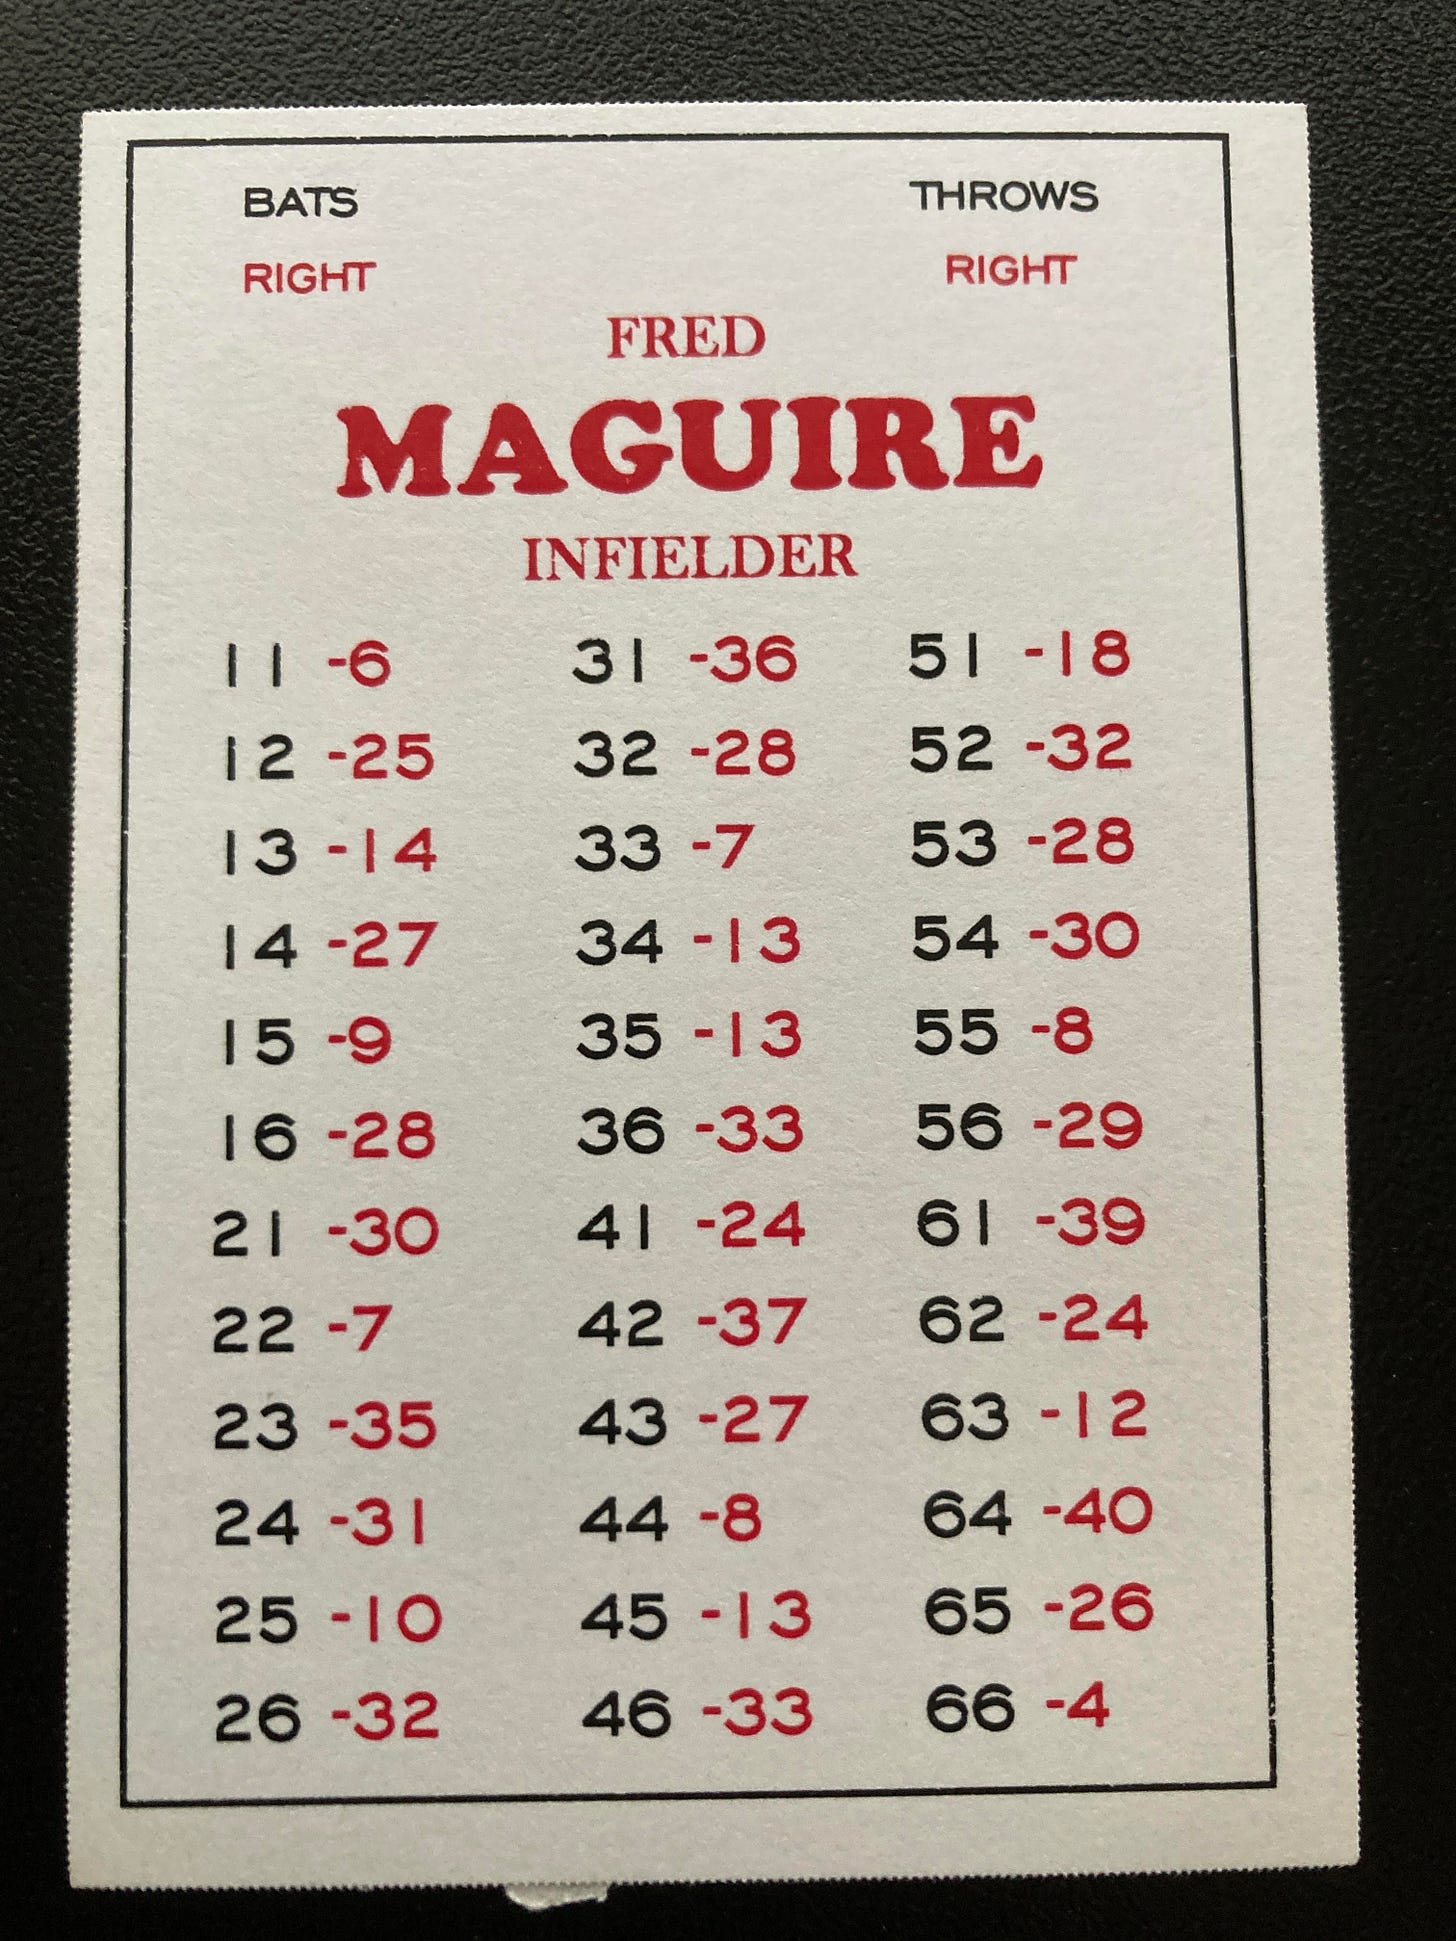 BATS THROWS
RIGHT RIGHT
FRED
MAGUIRE
INFIELDER
11 -6 31 -36 51 -18
12 -25 32 -28 52 -32
13 -14 33 -7 53 -28
14 -27 34 -13 54 -30
15 -9 35 -13 55 -8
16 -28 36 -33 56 -29
21 -30 41 -24 61 -39
22 -7 42 -37 62 -24
23 -35 43 -27 63 -12
24 -31 44 -8 64 -40
25 -10 45 -13 65 -26
26 -32 46 -33 66 -4